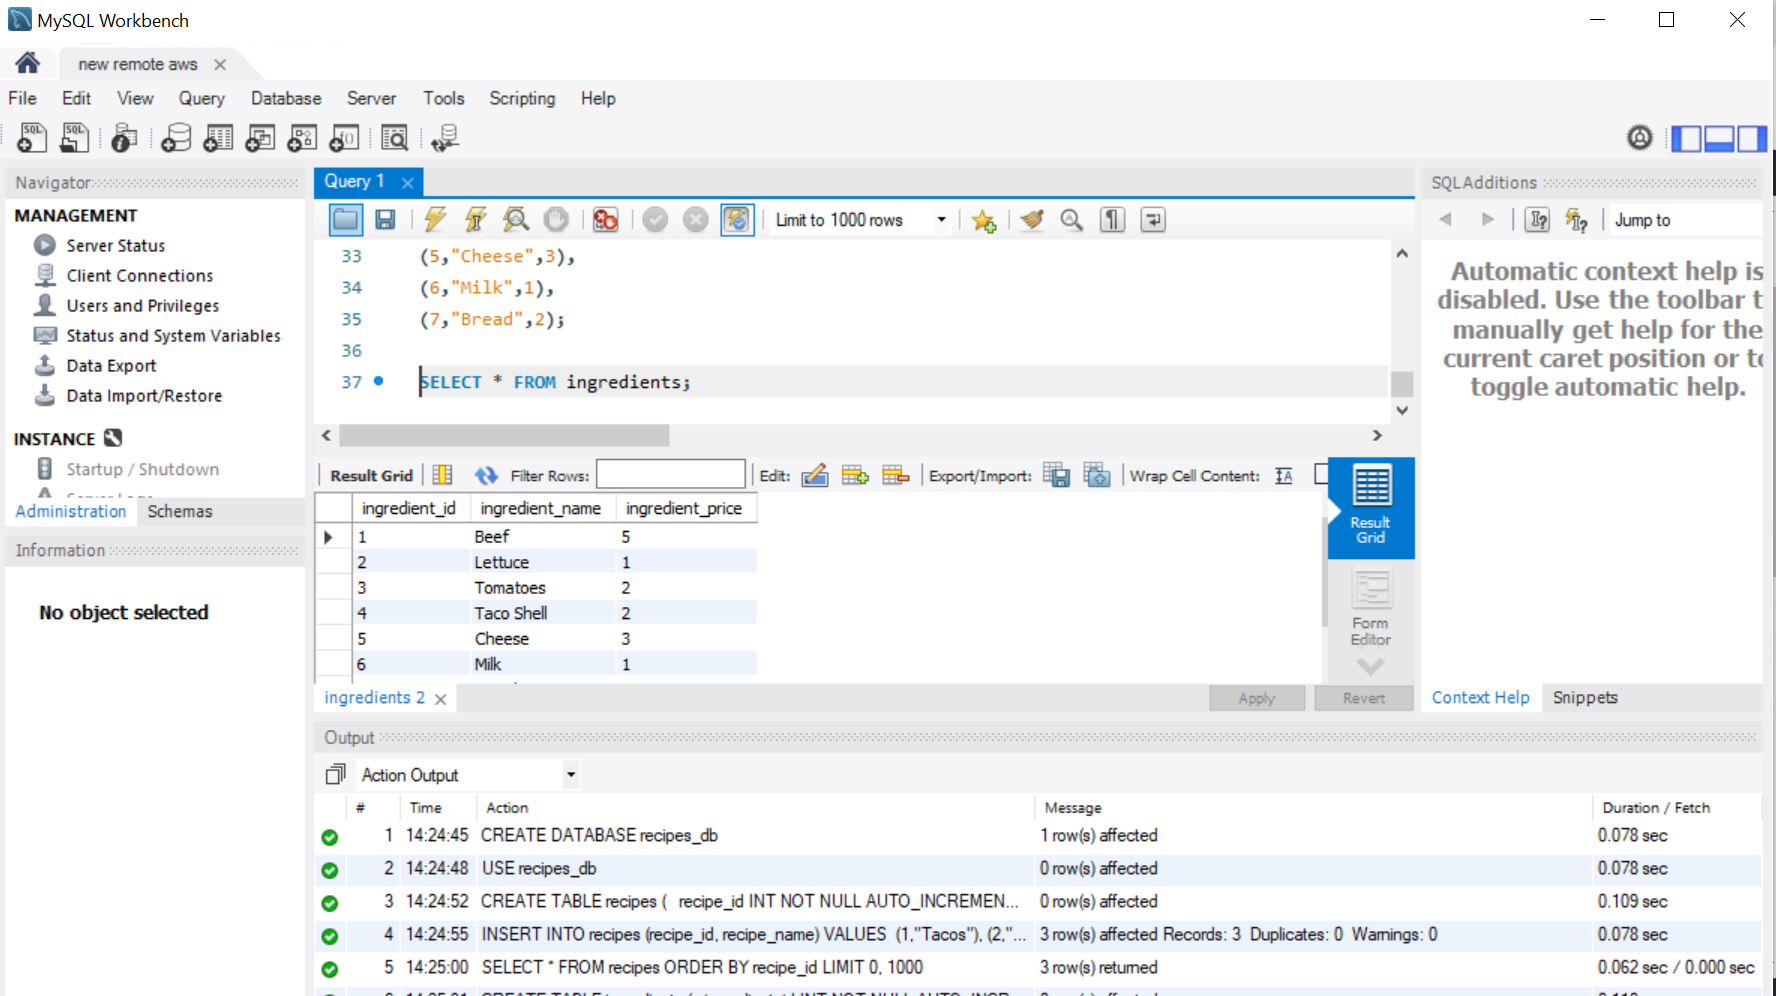 MySQL Workbench
new remote aws
File Edit View Query Database Server Tools Scripting Help
Navigator
MANAGEMENT
Server Status
Client Connections
Users and Privileges
Status and System Variables
Data Export
Data Import/Restore
INSTANCE
Startup / Shutdown
Server Logs
Administration Schemas
Information
No object selected
Query 1
Limit to 1000 rows
33 (5,"Cheese",3),
34 (6,"Milk",1),
35 (7,"Bread",2);
36
37 SELECT * FROM ingredients;
Result Grid Filter Rows: Edit: Export/Import: Wrap Cell Content:
ingredient_id ingredient_name ingredient_price
1 Beef 5
2 Lettuce 1
3 Tomatoes 2
4 Taco Shell 2
5 Cheese 3
6 Milk 1
Result
Grid
Form
Editor
ingredients 2 Apply Revert
SQLAdditions
Jump to
Automatic context help is
disabled. Use the toolbar t
manually get help for the
current caret position or to
toggle automatic help.
Context Help Snippets
Output
Action Output
# Time Action Message Duration / Fetch
1 14:24:45 CREATE DATABASE recipes_db 1 row(s) affected 0.078 sec
2 14:24:48 USE recipes_db 0 row(s) affected 0.078 sec
3 14:24:52 CREATE TABLE recipes ( recipe_id INT NOT NULL AUTO_INCREMEN... 0 row(s) affected 0.109 sec
4 14:24:55 INSERT INTO recipes (recipe_id, recipe_name) VALUES (1,"Tacos"), (2,"... 3 row(s) affected Records: 3 Duplicates: 0 Warnings: 0 0.078 sec
5 14:25:00 SELECT * FROM recipes ORDER BY recipe_id LIMIT 0, 1000 3 row(s) returned 0.062 sec / 0.000 sec